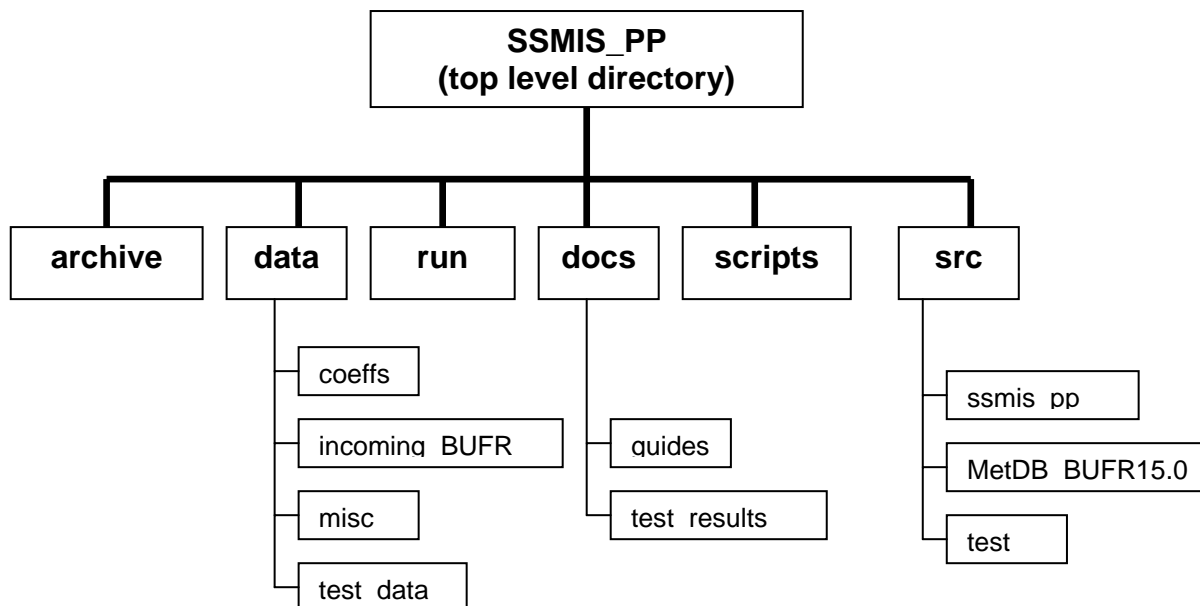 SSMIS_PP
(top level directory)
archive
data
run
docs
scripts
src
coeffs
incoming_BUFR
misc
test_data
guides
test_results
ssmis_pp
MetDB_BUFR15.0
test